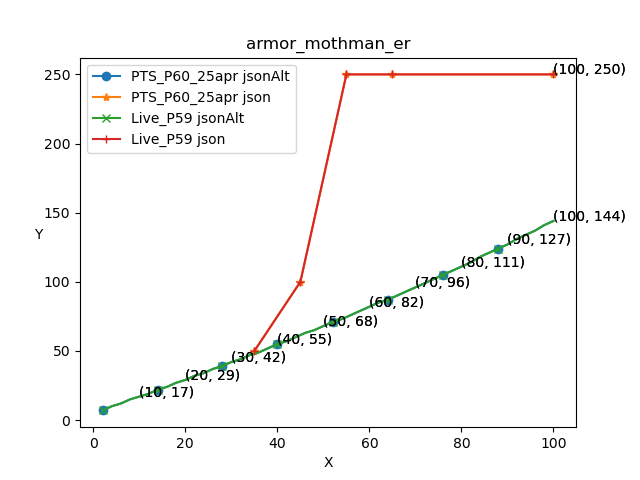 armor_mothman_er
PTS_P60_25apr jsonAlt
PTS_P60_25apr json
Live_P59 jsonAlt
Live_P59 json
(100, 250)
(100, 144)
(90, 127)
(80, 111)
(70, 96)
(60, 82)
(50, 68)
(40, 55)
(30, 42)
(20, 29)
(10, 17)
250
200
150
100
50
0
Y
0 20 40 60 80 100
X